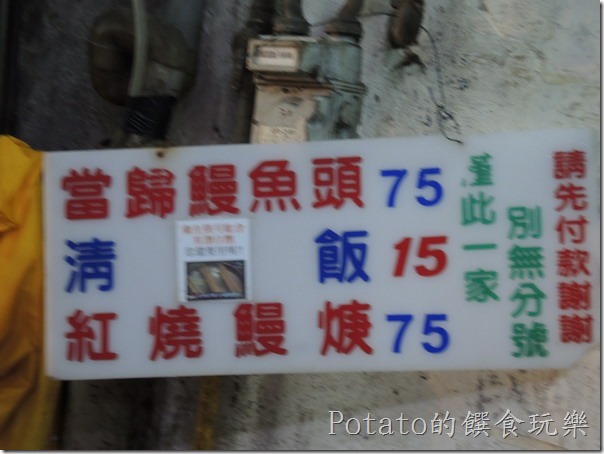 當歸鰻魚頭 75
清 飯 15
紅燒鰻焿 75
僅此一家
別無分號
請先付款謝謝
Potato的饌食玩樂